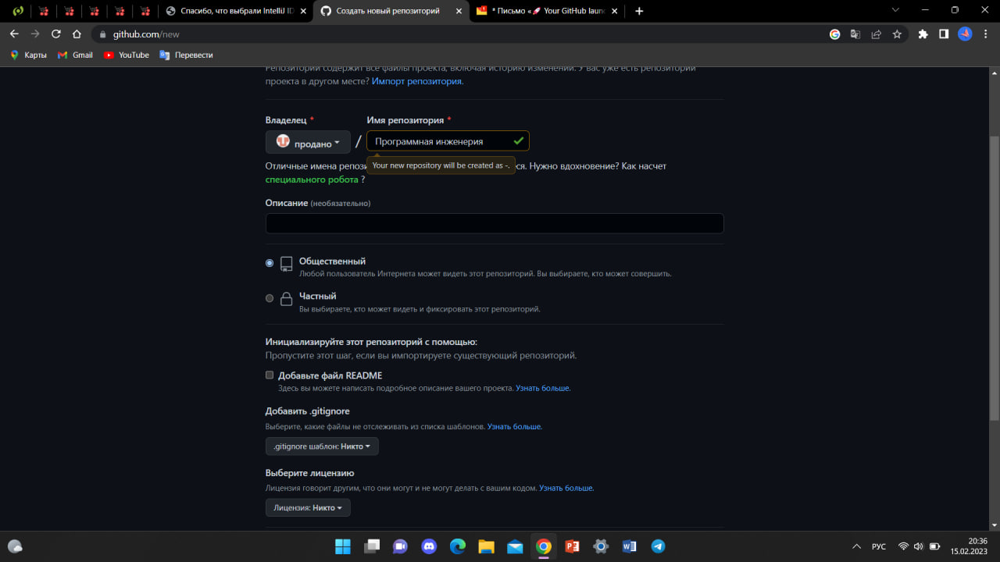 Спасибо, что выбрали IntelliJ ID
Создать новый репозиторий
* Письмо «🚀 Your GitHub laun
github.com/new
Карты
Gmail
YouTube
Перевести
Репозиторий содержит все файлы проекта, включая историю изменений. У вас уже есть репозиторий
проекта в другом месте? Импорт репозитория.
Владелец *
Имя репозитория *
продано
/
Программная инженерия
Отличные имена репози
Your new repository will be created as -.
ся. Нужно вдохновение? Как насчет
специального робота ?
Описание (необязательно)
Общественный
Любой пользователь Интернета может видеть этот репозиторий. Вы выбираете, кто может совершить.
Частный
Вы выбираете, кто может видеть и фиксировать этот репозиторий.
Инициализируйте этот репозиторий с помощью:
Пропустите этот шаг, если вы импортируете существующий репозиторий.
Добавьте файл README
Здесь вы можете написать подробное описание вашего проекта. Узнать больше.
Добавить .gitignore
Выберите, какие файлы не отслеживать из списка шаблонов. Узнать больше.
.gitignore шаблон: Никто
Выберите лицензию
Лицензия говорит другим, что они могут и не могут делать с вашим кодом. Узнать больше.
Лицензия: Никто
РУС
20:36
15.02.2023